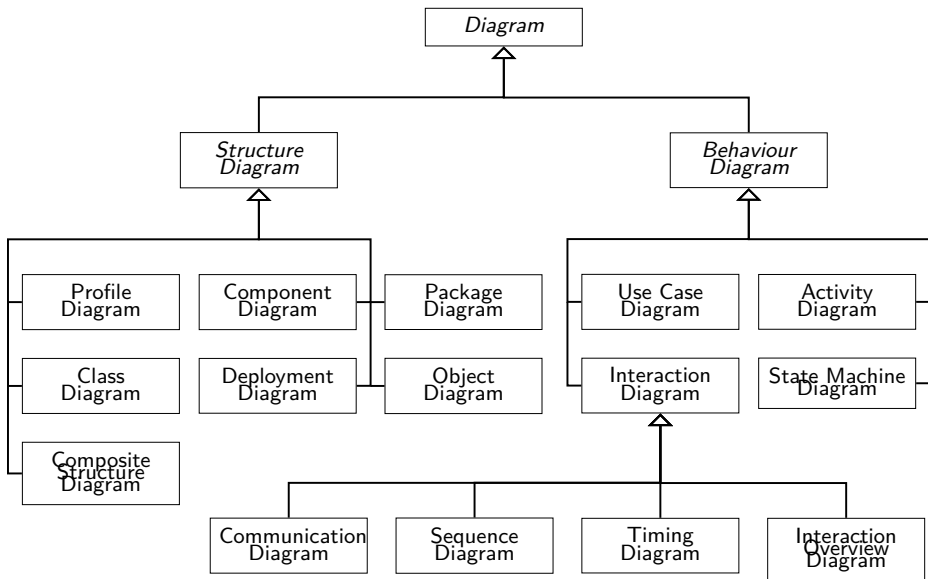 Diagram
Structure
Diagram
Behaviour
Diagram
Profile
Diagram
Component
Diagram
Package
Diagram
Use Case
Diagram
Activity
Diagram
Class
Diagram
Deployment
Diagram
Object
Diagram
Interaction
Diagram
State Machine
Diagram
Composite
Structure
Diagram
Communication
Diagram
Sequence
Diagram
Timing
Diagram
Interaction
Overview
Diagram